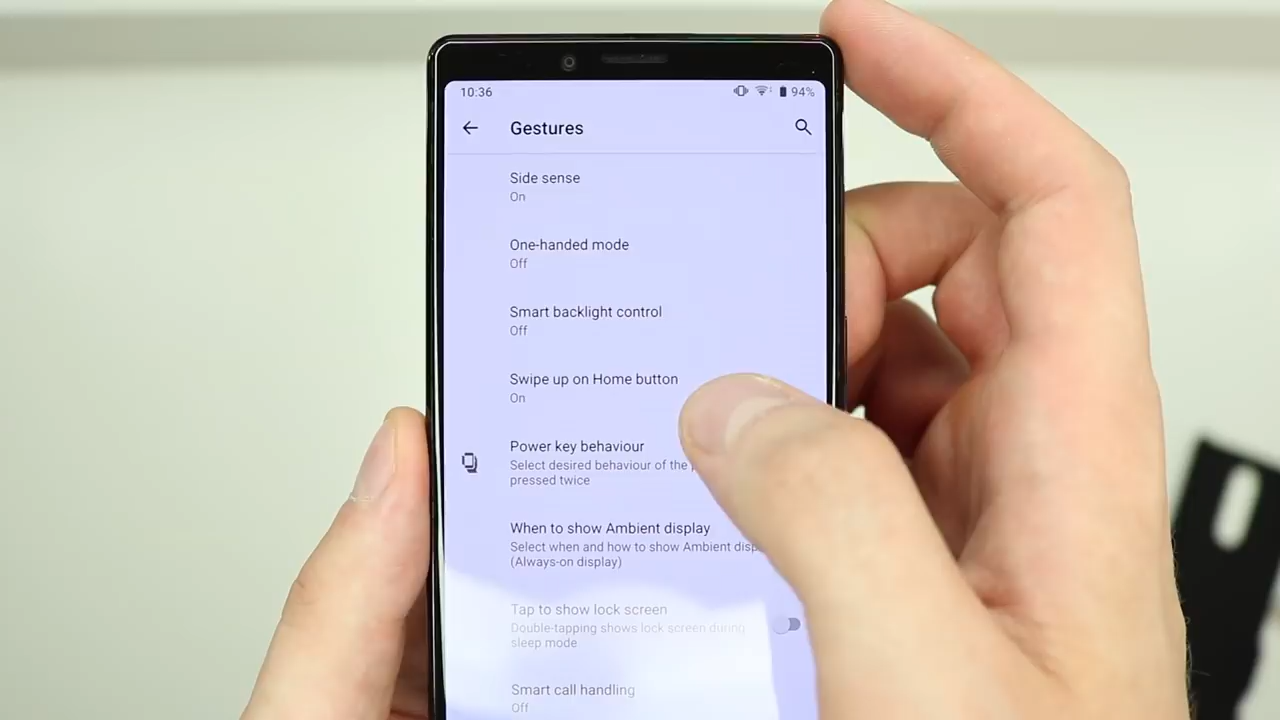 10:36
94%
Gestures
Side sense
On
One-handed mode
Off
Smart backlight control
Off
Swipe up on Home button
On
Power key behaviour
Select desired behaviour of the
pressed twice
When to show Ambient display
Select when and how to show Ambient
(Always-on display)
Tap to show lock screen
Double-tapping shows lock screen during
sleep mode
Smart call handling
Off